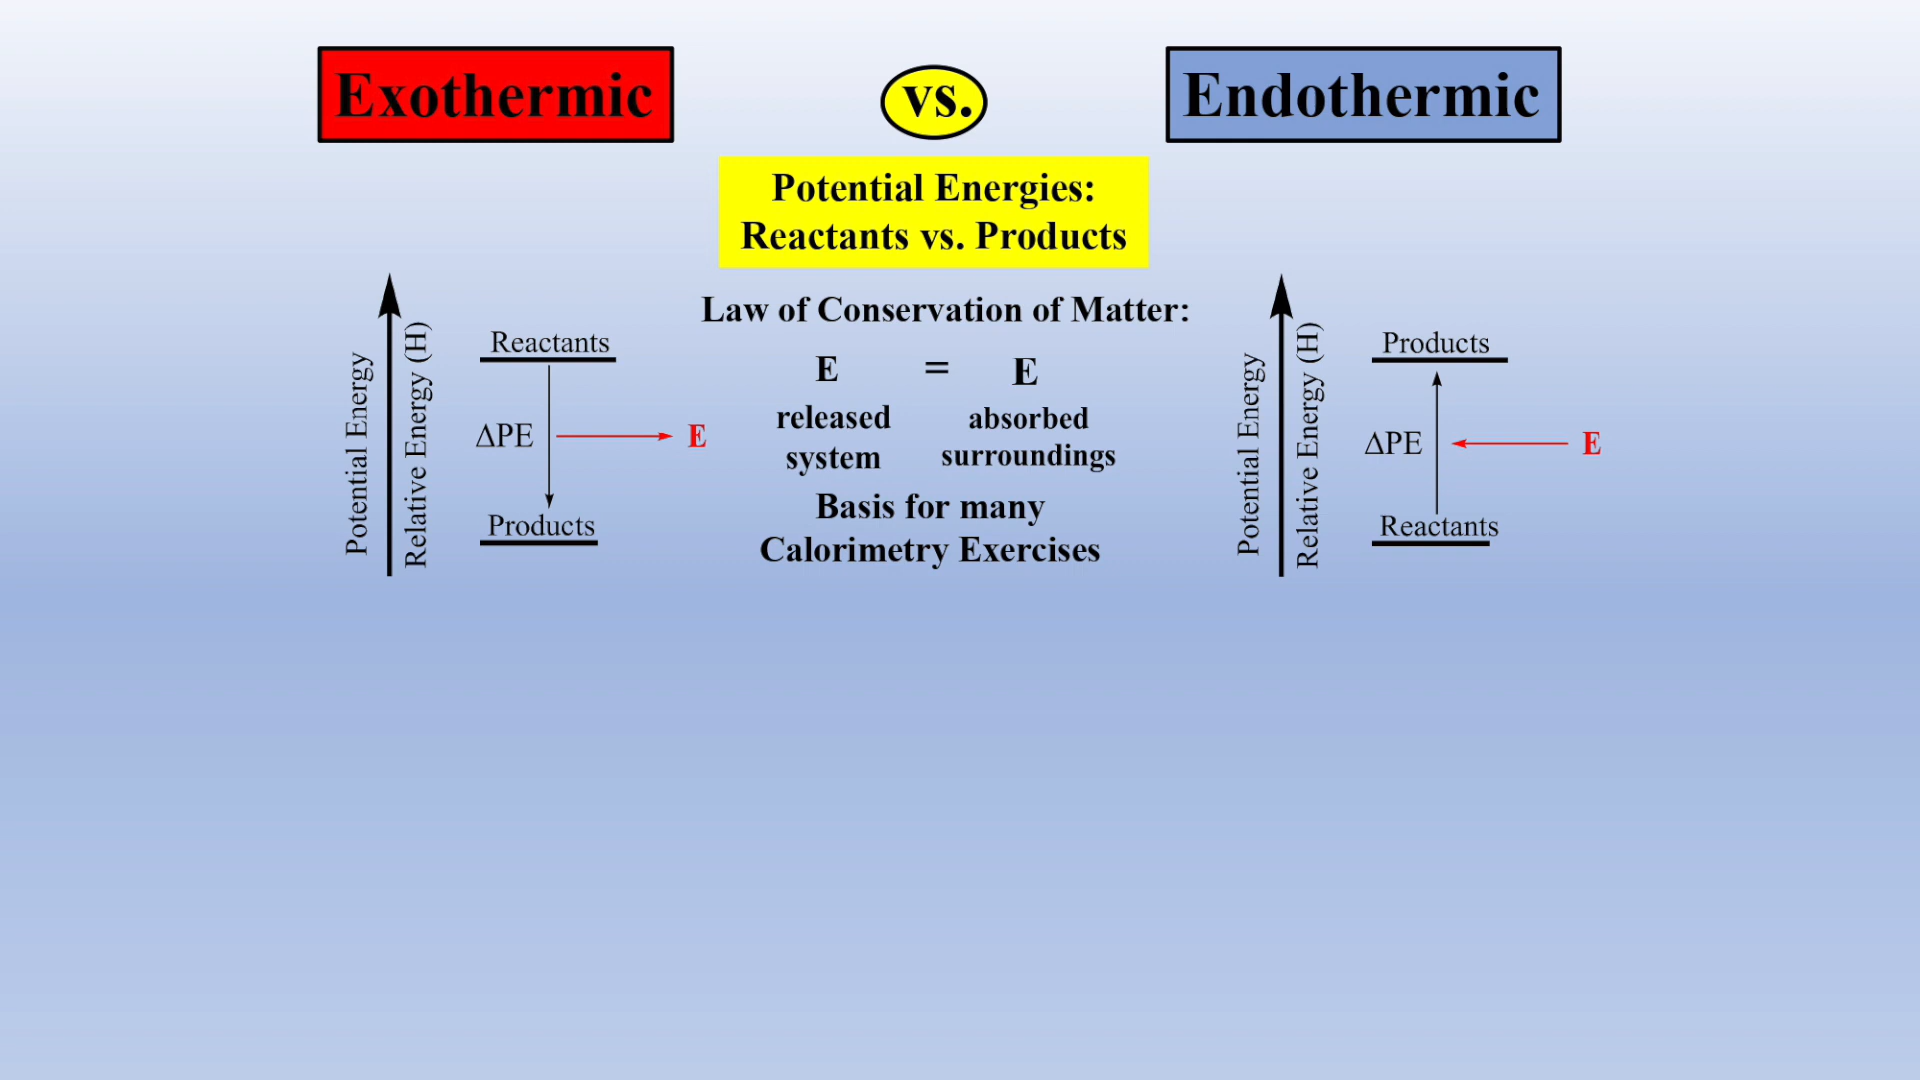 Exothermic
vs.
Endothermic
Potential Energies:
Reactants vs. Products
Potential Energy
Relative Energy (H)
Reactants
ΔPE
E
Products
Law of Conservation of Matter:
E = E
released absorbed
system surroundings
Basis for many
Calorimetry Exercises
Potential Energy
Relative Energy (H)
Products
ΔPE
E
Reactants